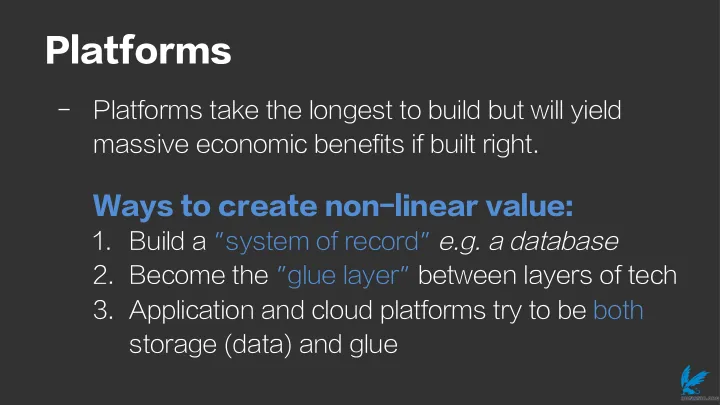 Platforms
– Platforms take the longest to build but will yield
massive economic benefits if built right.
Ways to create non-linear value:
1. Build a "system of record" e.g. a database
2. Become the "glue layer" between layers of tech
3. Application and cloud platforms try to be both
storage (data) and glue